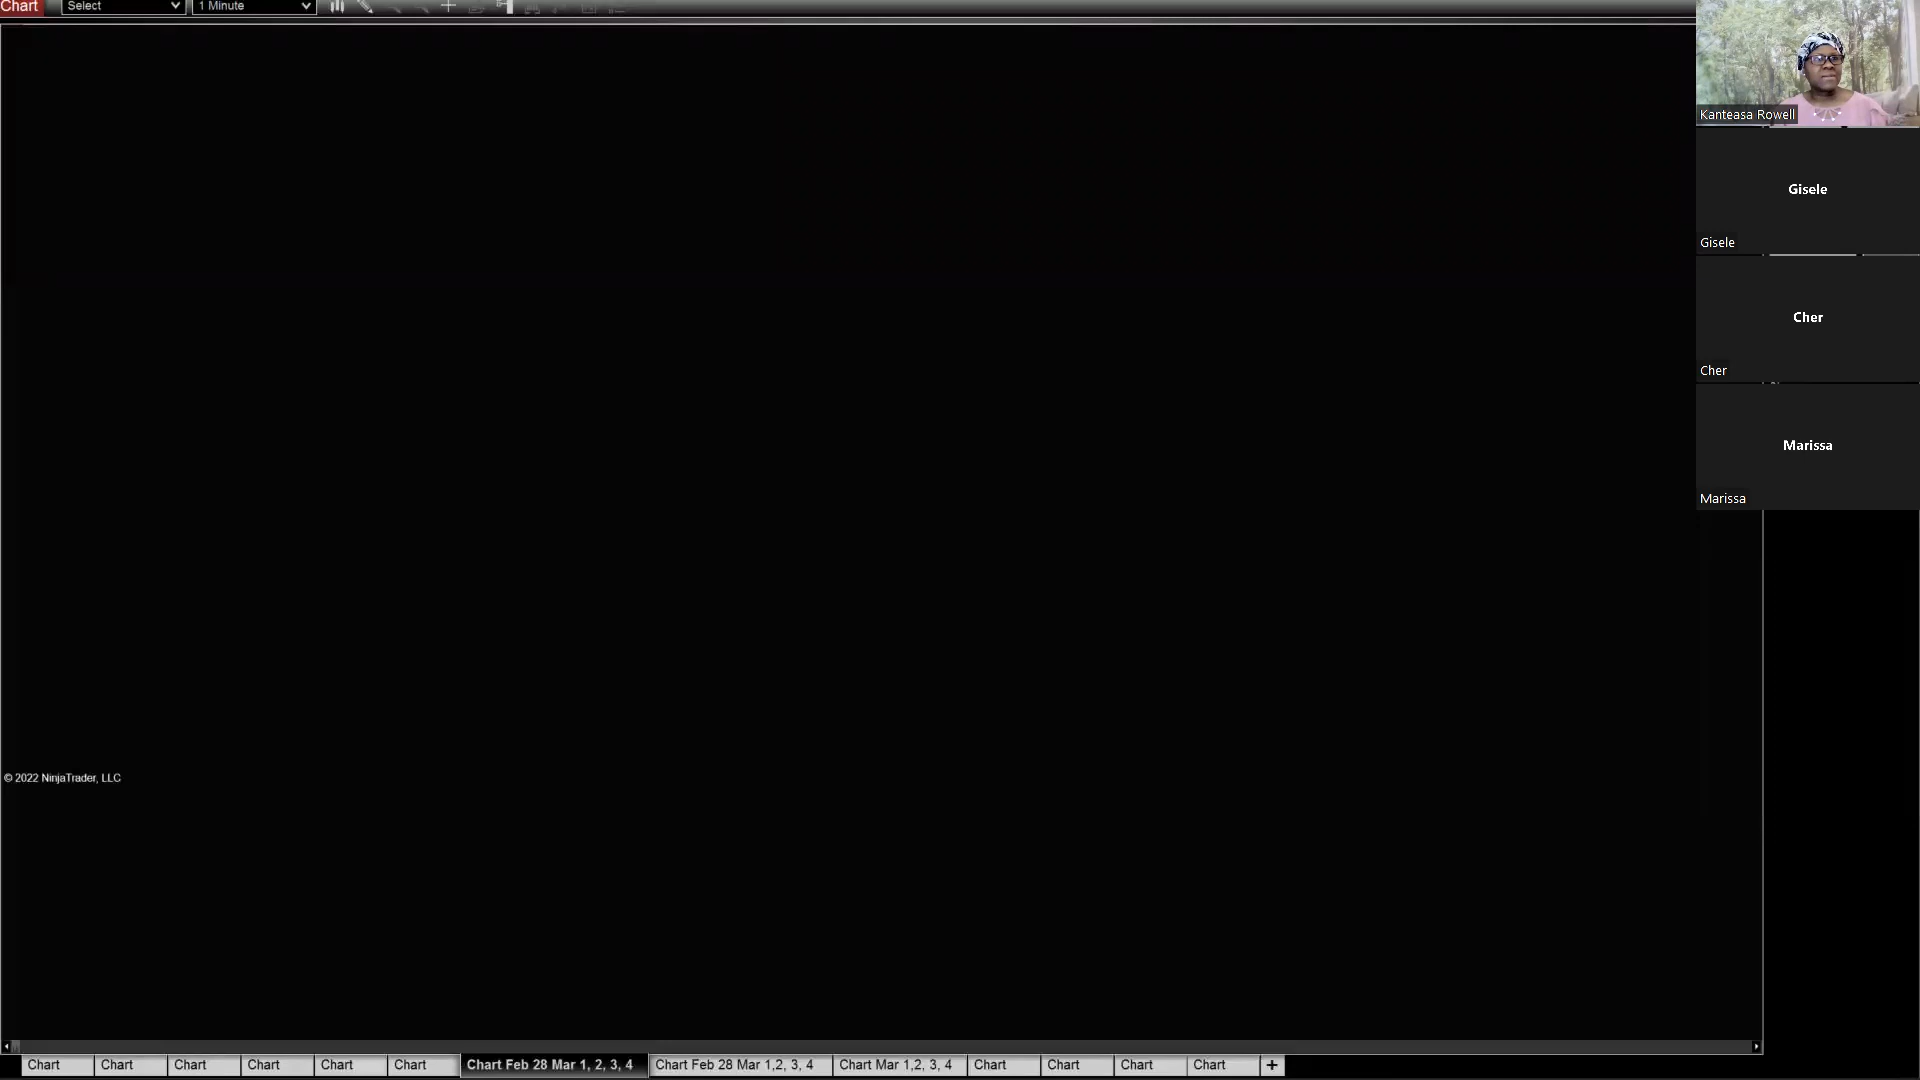 Chart Select 1 Minute
Kanteasa Rowell
Gisele
Gisele
Cher
Cher
Marissa
Marissa
© 2022 NinjaTrader, LLC
Chart Chart Chart Chart Chart Chart Chart Feb 28 Mar 1, 2, 3, 4 Chart Feb 28 Mar 1,2, 3, 4 Chart Mar 1,2, 3, 4 Chart Chart Chart Chart +